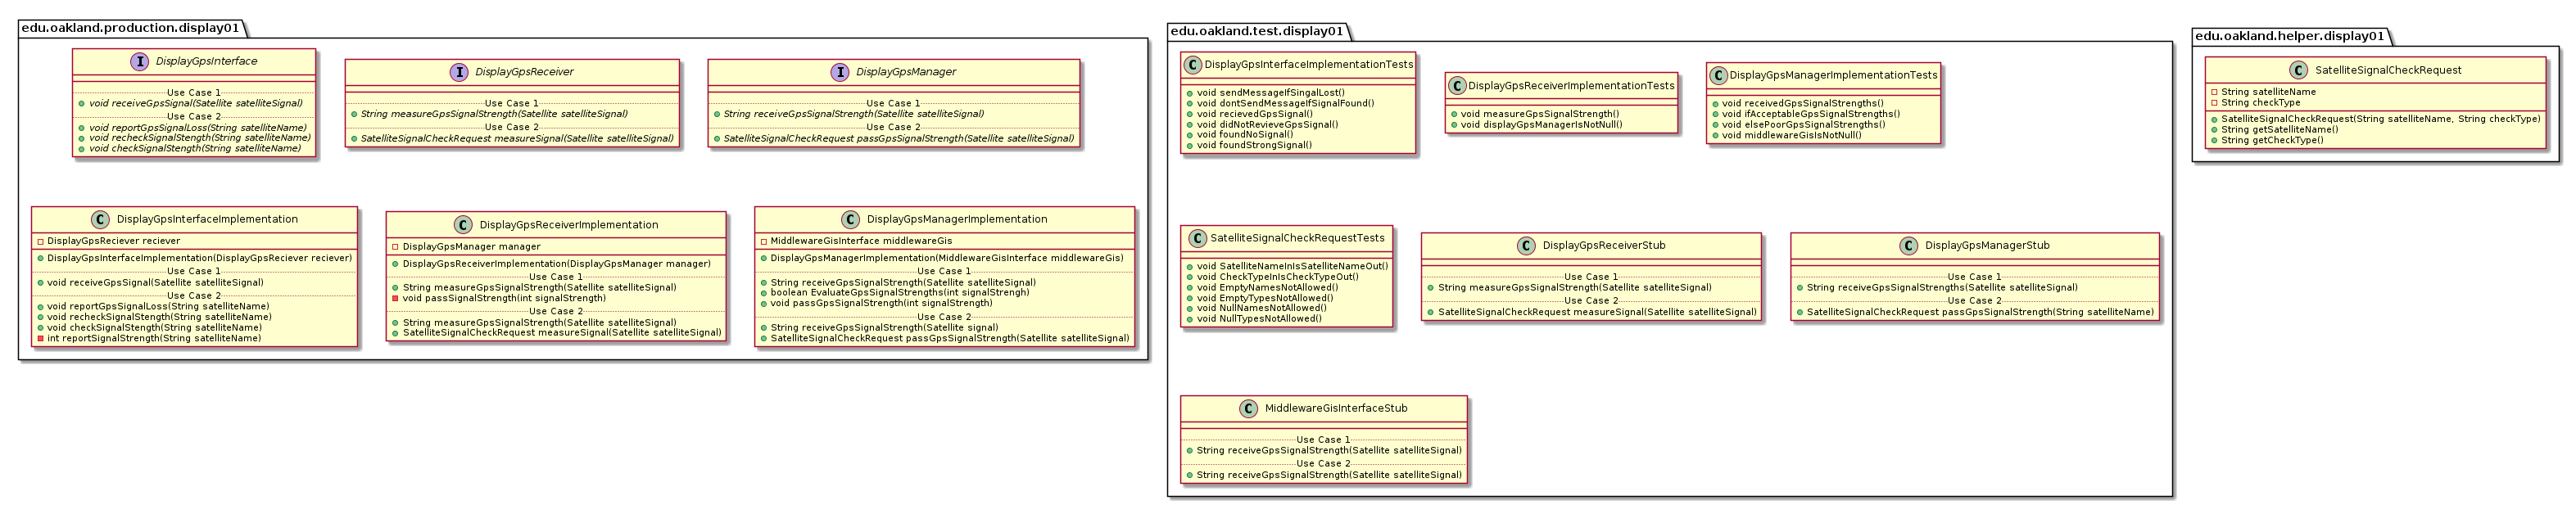 edu.oakland.production.display01
DisplayGpsInterface
Use Case 1
void receiveGpsSignal(Satellite satelliteSignal)
Use Case 2
void reportGpsSignalLoss(String satelliteName)
void recheckSignalStength(String satelliteName)
void checkSignalStength(String satelliteName)
DisplayGpsReceiver
Use Case 1
String measureGpsSignalStrength(Satellite satelliteSignal)
Use Case 2
SatelliteSignalCheckRequest measureSignal(Satellite satelliteSignal)
DisplayGpsManager
Use Case 1
String receiveGpsSignalStrength(Satellite satelliteSignal)
Use Case 2
SatelliteSignalCheckRequest passGpsSignalStrength(Satellite satelliteSignal)
DisplayGpsInterfaceImplementation
DisplayGpsReciever reciever
DisplayGpsInterfaceImplementation(DisplayGpsReciever reciever)
Use Case 1
void receiveGpsSignal(Satellite satelliteSignal)
Use Case 2
void reportGpsSignalLoss(String satelliteName)
void recheckSignalStength(String satelliteName)
void checkSignalStength(String satelliteName)
int reportSignalStrength(String satelliteName)
DisplayGpsReceiverImplementation
DisplayGpsManager manager
DisplayGpsReceiverImplementation(DisplayGpsManager manager)
Use Case 1
String measureGpsSignalStrength(Satellite satelliteSignal)
void passSignalStrength(int signalStrength)
Use Case 2
String measureGpsSignalStrength(Satellite satelliteSignal)
SatelliteSignalCheckRequest measureSignal(Satellite satelliteSignal)
DisplayGpsManagerImplementation
MiddlewareGisInterface middlewareGis
DisplayGpsManagerImplementation(MiddlewareGisInterface middlewareGis)
Use Case 1
String receiveGpsSignalStrength(Satellite satelliteSignal)
boolean EvaluateGpsSignalStrengths(int signalStrengh)
void passGpsSignalStrength(int signalStrength)
Use Case 2
String receiveGpsSignalStrength(Satellite signal)
SatelliteSignalCheckRequest passGpsSignalStrength(Satellite satelliteSignal)
edu.oakland.test.display01
DisplayGpsInterfaceImplementationTests
void sendMessageIfSingalLost()
void dontSendMessageIfSignalFound()
void recievedGpsSignal()
void didNotRevieveGpsSignal()
void foundNoSignal()
void foundStrongSignal()
DisplayGpsReceiverImplementationTests
void measureGpsSignalStrength()
void displayGpsManagerIsNotNull()
DisplayGpsManagerImplementationTests
void receivedGpsSignalStrengths()
void ifAcceptableGpsSignalStrengths()
void elsePoorGpsSignalStrengths()
void middlewareGisIsNotNull()
SatelliteSignalCheckRequestTests
void SatelliteNameInIsSatelliteNameOut()
void CheckTypeInIsCheckTypeOut()
void EmptyNamesNotAllowed()
void EmptyTypesNotAllowed()
void NullNamesNotAllowed()
void NullTypesNotAllowed()
DisplayGpsReceiverStub
Use Case 1
String measureGpsSignalStrength(Satellite satelliteSignal)
Use Case 2
SatelliteSignalCheckRequest measureSignal(Satellite satelliteSignal)
DisplayGpsManagerStub
Use Case 1
String receiveGpsSignalStrengths(Satellite satelliteSignal)
Use Case 2
SatelliteSignalCheckRequest passGpsSignalStrength(String satelliteName)
MiddlewareGisInterfaceStub
Use Case 1
String receiveGpsSignalStrength(Satellite satelliteSignal)
Use Case 2
String receiveGpsSignalStrength(Satellite satelliteSignal)
edu.oakland.helper.display01
SatelliteSignalCheckRequest
String satelliteName
String checkType
SatelliteSignalCheckRequest(String satelliteName, String checkType)
String getSatelliteName()
String getCheckType()